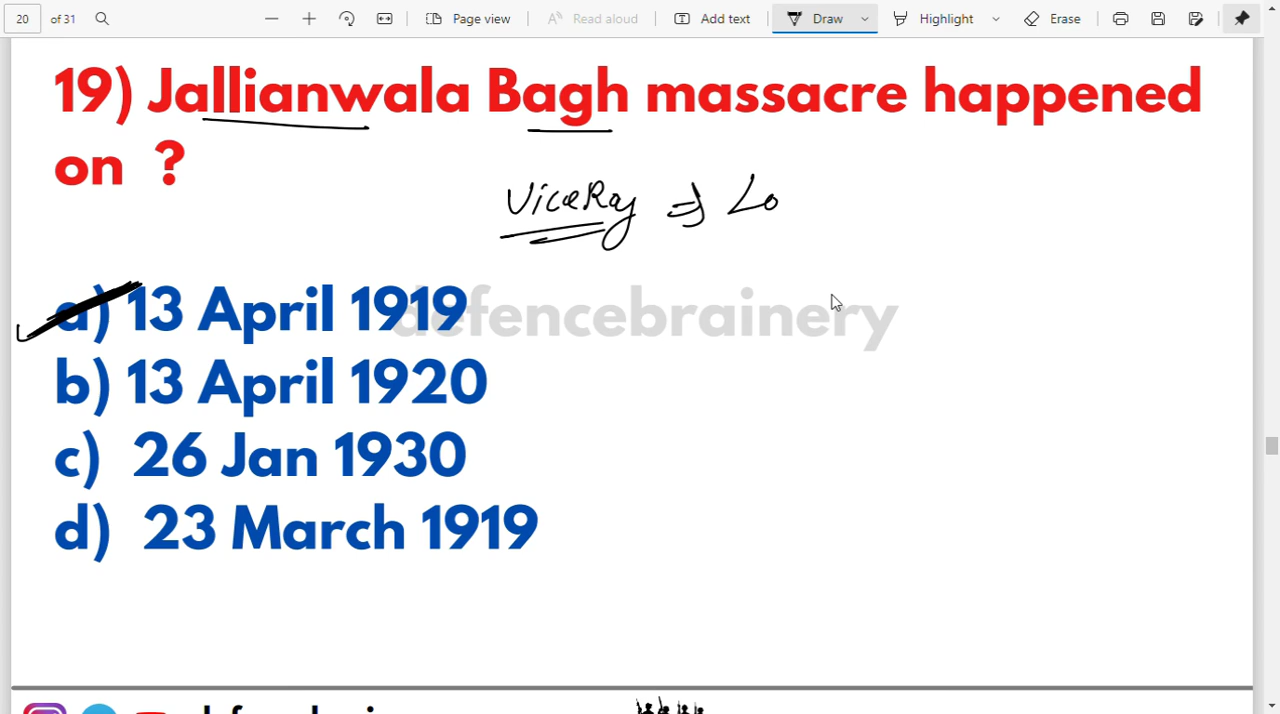 20 of 31 Page view Read aloud Add text Draw Highlight Erase
19) Jallianwala Bagh massacre happened
on ?
ViceRoy ⇒ Lo
a) 13 April 1919
defencebrainery
b) 13 April 1920
c) 26 Jan 1930
d) 23 March 1919